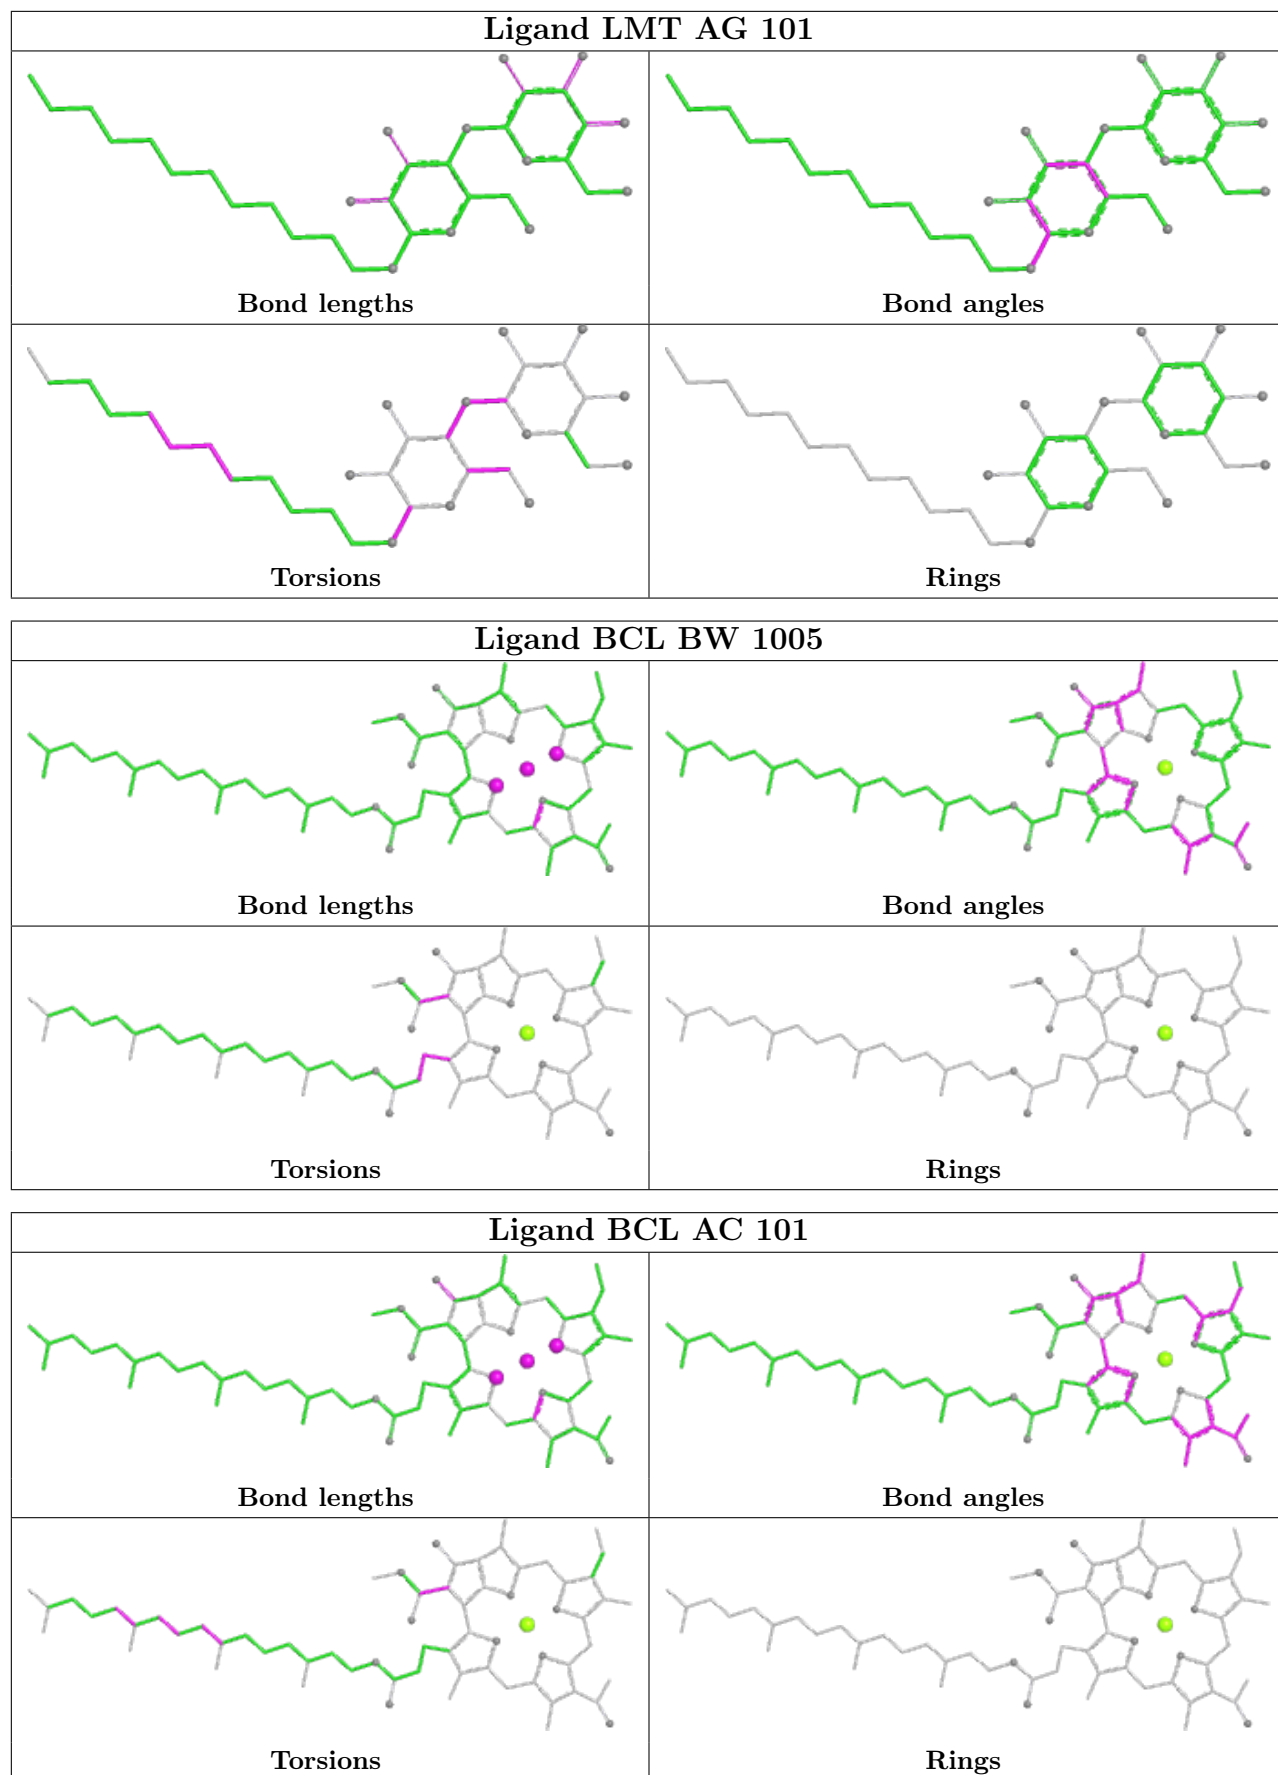 Ligand LMT AG 101
Bond lengths
Bond angles
Torsions
Rings
Ligand BCL BW 1005
Bond lengths
Bond angles
Torsions
Rings
Ligand BCL AC 101
Bond lengths
Bond angles
Torsions
Rings